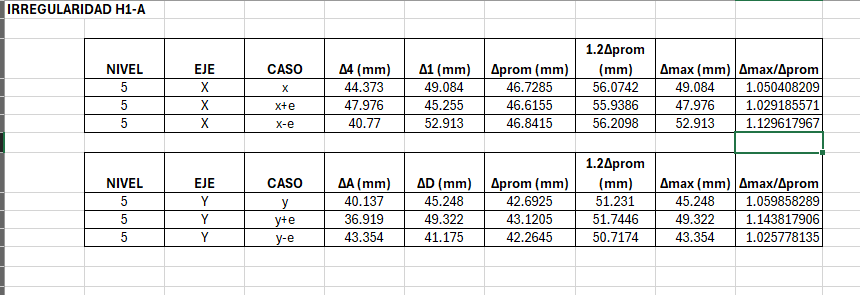 IRREGULARIDAD H1-A
NIVEL EJE CASO Δ4 (mm) Δ1 (mm) Δprom (mm) 1.2Δprom (mm) Δmax (mm) Δmax/Δprom
5 X x 44.373 49.084 46.7285 56.0742 49.084 1.050408209
5 X x+e 47.976 45.255 46.6155 55.9386 47.976 1.029185571
5 X x-e 40.77 52.913 46.8415 56.2098 52.913 1.129617967
NIVEL EJE CASO ΔA (mm) ΔD (mm) Δprom (mm) 1.2Δprom (mm) Δmax (mm) Δmax/Δprom
5 Y y 40.137 45.248 42.6925 51.231 45.248 1.059858289
5 Y y+e 36.919 49.322 43.1205 51.7446 49.322 1.143817906
5 Y y-e 43.354 41.175 42.2645 50.7174 43.354 1.025778135